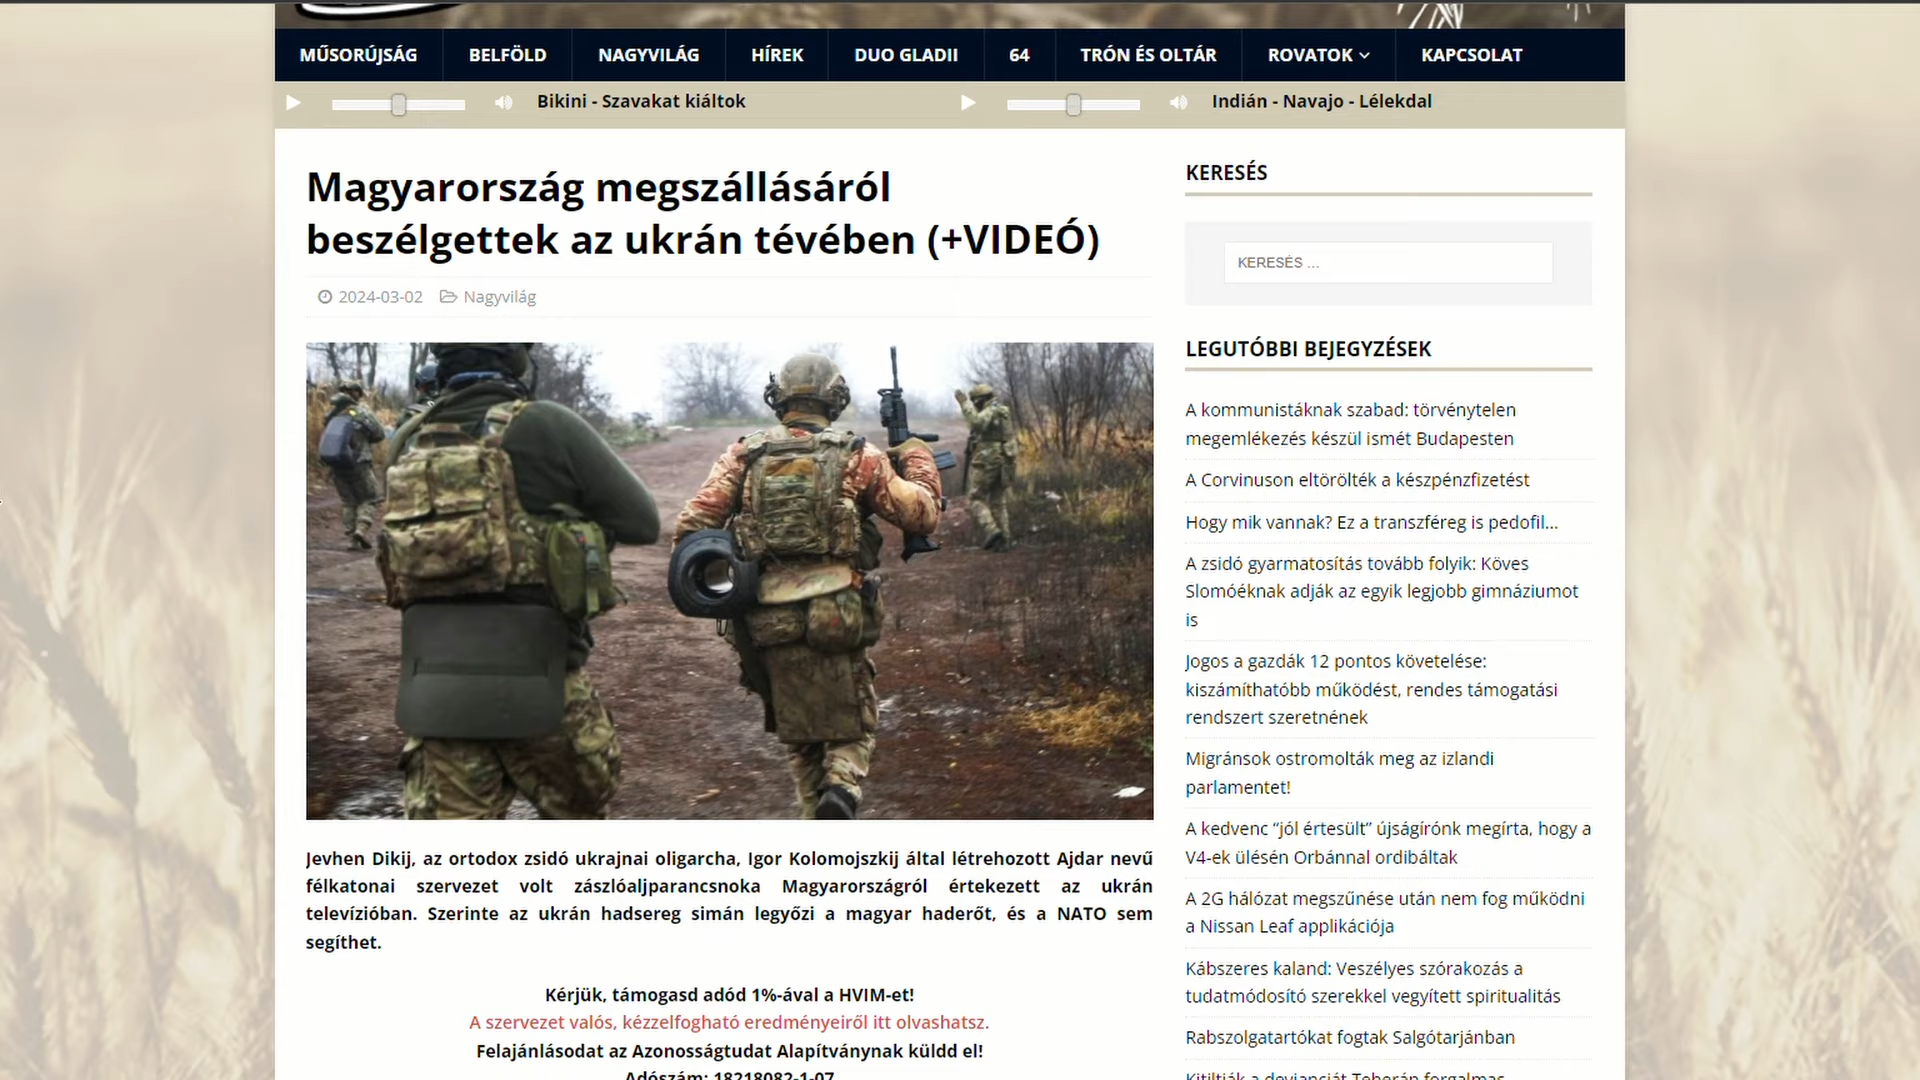 MŰSORÚJSÁG BELFÖLD NAGYVILÁG HÍREK DUO GLADII 64 TRÓN ÉS OLTÁR ROVATOK KAPCSOLAT
Bikini - Szavakat kiáltok
Indián - Navajo - Lélekdal
Magyarország megszállásáról
beszélgettek az ukrán tévében (+VIDEÓ)
2024-03-02 Nagyvilág
Jevhen Dikij, az ortodox zsidó ukrajnai oligarcha, Igor Kolomojszkij által létrehozott Ajdar nevű
félkatonai szervezet volt zászlóaljparancsnoka Magyarországról értekezett az ukrán
televízióban. Szerinte az ukrán hadsereg simán legyőzi a magyar haderőt, és a NATO sem
segíthet.
Kérjük, támogasd adód 1%-ával a HVIM-et!
A szervezet valós, kézzelfogható eredményeiről itt olvashatsz.
Felajánlásodat az Azonosságtudat Alapítványnak küldd el!
Adószám: 18218082-1-07
KERESÉS
KERESÉS ...
LEGUTÓBBI BEJEGYZÉSEK
A kommunistáknak szabad: törvénytelen
megemlékezés készül ismét Budapesten
A Corvinuson eltörölték a készpénzfizetést
Hogy mik vannak? Ez a transzféreg is pedofil...
A zsidó gyarmatosítás tovább folyik: Köves
Slomóéknak adják az egyik legjobb gimnáziumot
is
Jogos a gazdák 12 pontos követelése:
kiszámíthatóbb működést, rendes támogatási
rendszert szeretnének
Migránsok ostromolták meg az izlandi
parlamentet!
A kedvenc “jól értesült” újságírónk megírta, hogy a
V4-ek ülésén Orbánnal ordibáltak
A 2G hálózat megszűnése után nem fog működni
a Nissan Leaf applikációja
Kábszeres kaland: Veszélyes szórakozás a
tudatmódosító szerekkel vegyített spiritualitás
Rabszolgatartókat fogtak Salgótarjánban
Kitiltják a devianciát Teherán forgalmas